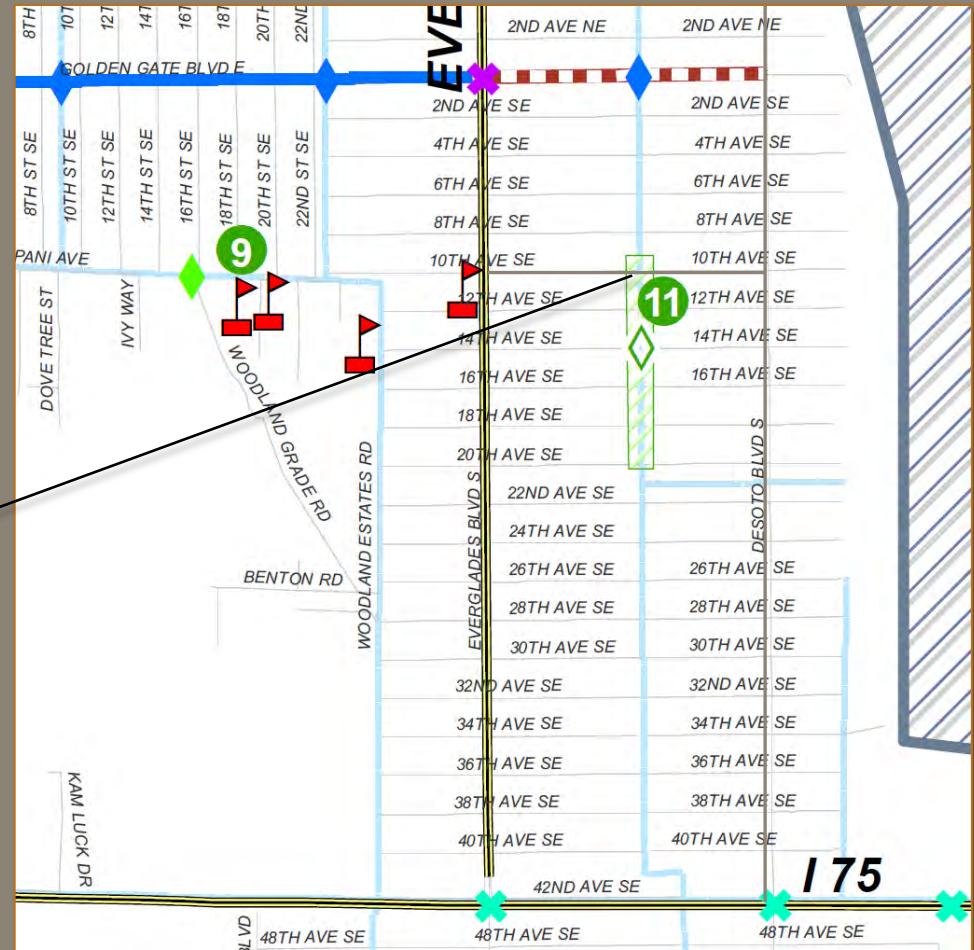 8TH
10T
12T
14T
16T
18T
20TH
22ND
EVE
2ND AVE NE
2ND AVE NE
GOLDEN GATE BLVD E
2ND AVE SE
2ND AVE SE
4TH AVE SE
4TH AVE SE
8TH ST SE
10TH ST SE
12TH ST SE
14TH ST SE
16TH ST SE
18TH ST SE
20TH ST SE
22ND ST SE
6TH AVE SE
6TH AVE SE
8TH AVE SE
8TH AVE SE
9
PANI AVE
10TH AVE SE
10TH AVE SE
12TH AVE SE
11
12TH AVE SE
DOVE TREE ST
IVY WAY
14TH AVE SE
14TH AVE SE
16TH AVE SE
16TH AVE SE
WOODLAND GRADE RD
18TH AVE SE
20TH AVE SE
WOODLAND ESTATES RD
EVERGLADES BLVD S
DESOTO BLVD S
22ND AVE SE
24TH AVE SE
26TH AVE SE
26TH AVE SE
BENTON RD
28TH AVE SE
28TH AVE SE
30TH AVE SE
30TH AVE SE
32ND AVE SE
32ND AVE SE
34TH AVE SE
34TH AVE SE
36TH AVE SE
36TH AVE SE
KAM LUCK DR
38TH AVE SE
38TH AVE SE
40TH AVE SE
40TH AVE SE
I 75
42ND AVE SE
VD
48TH AVE SE
48TH AVE SE
48TH AVE SE